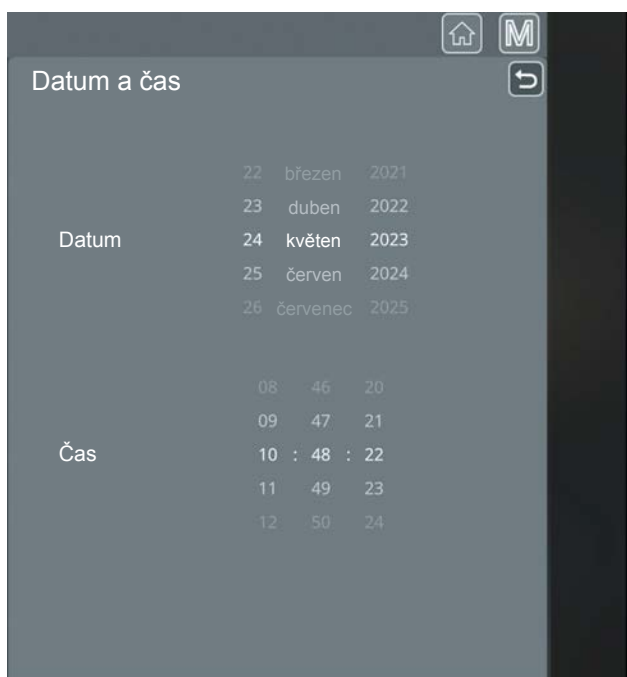 M
Datum a čas
22 březen 2021
23 duben 2022
Datum 24 květen 2023
25 červen 2024
26 červenec 2025
08 46 20
09 47 21
Čas 10 : 48 : 22
11 49 23
12 50 24